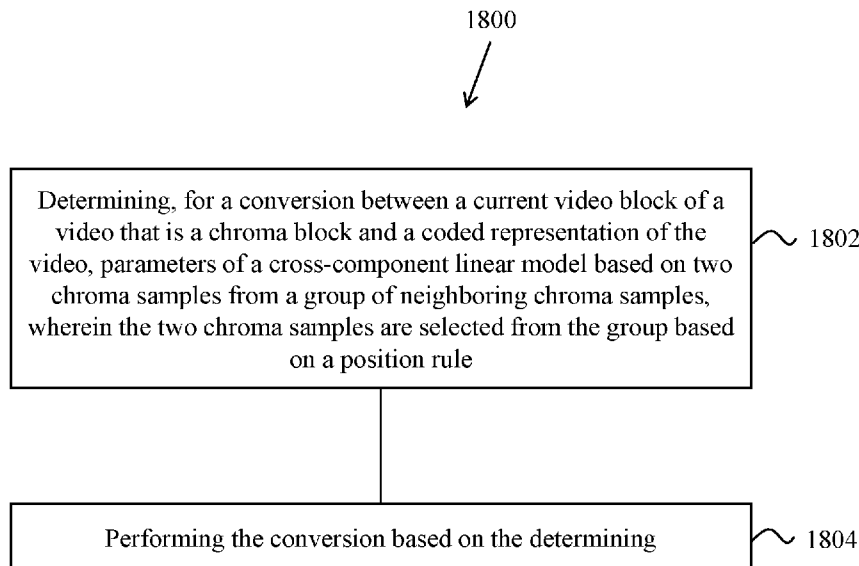 1800
Determining, for a conversion between a current video block of a
video that is a chroma block and a coded representation of the
video, parameters of a cross-component linear model based on two
chroma samples from a group of neighboring chroma samples,
wherein the two chroma samples are selected from the group based
on a position rule
1802
Performing the conversion based on the determining
1804